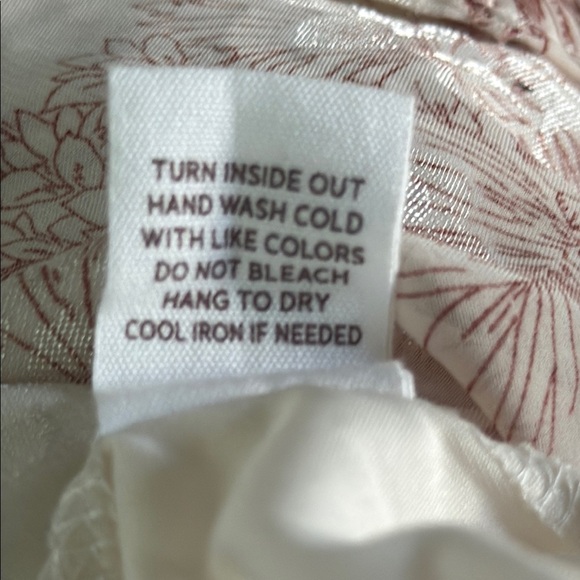 TURN INSIDE OUT
HAND WASH COLD
WITH LIKE COLORS
DO NOT BLEACH
HANG TO DRY
COOL IRON IF NEEDED